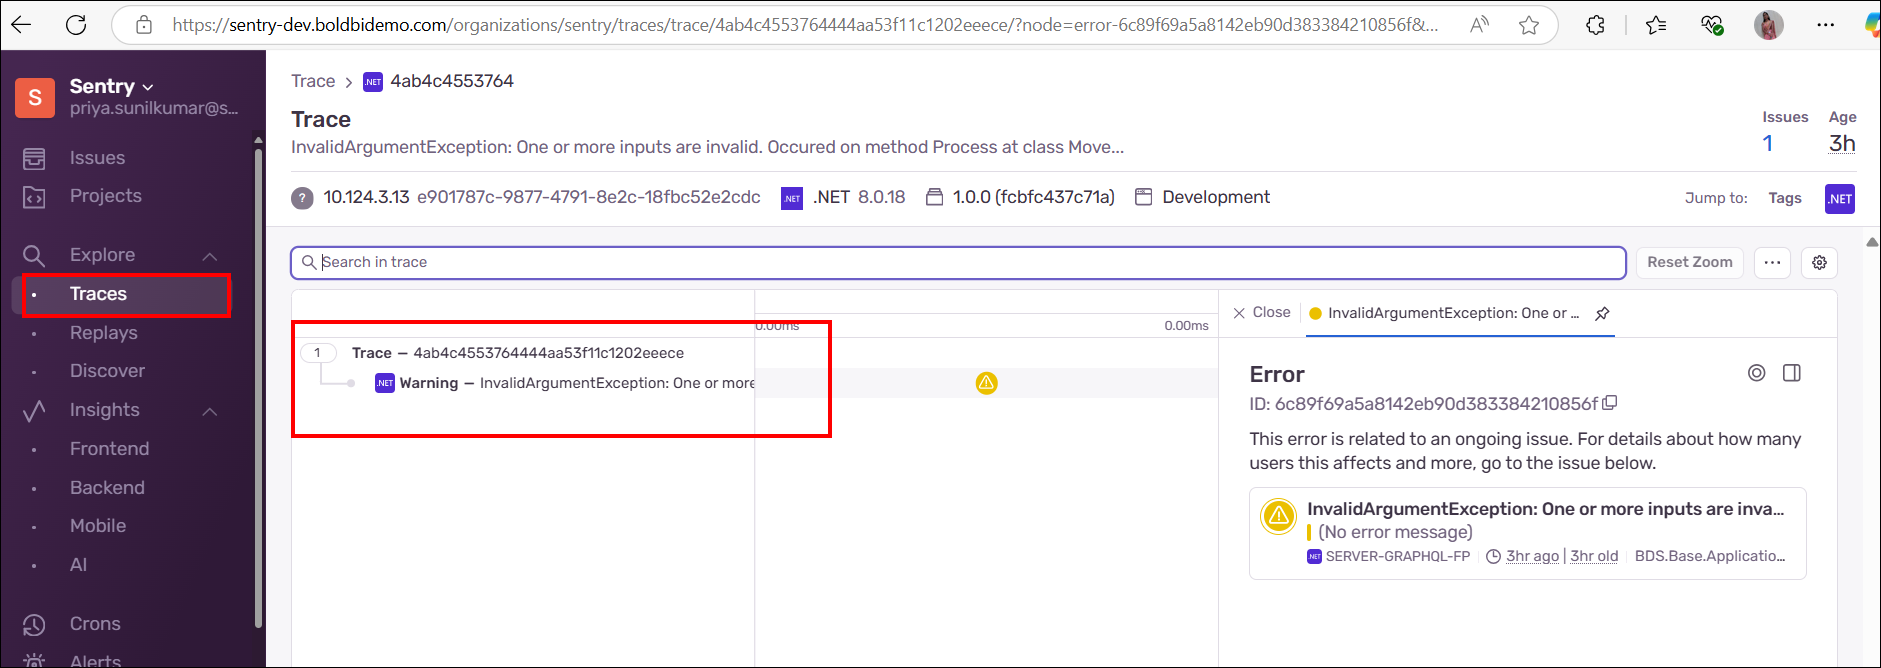 https://sentry-dev.boldbidemo.com/organizations/sentry/traces/trace/4ab4c4553764444aa53f11c1202eeece/?node=error-6c89f69a5a8142eb90d383384210856f&...
S
Sentry
priya.sunilkumar@s...
Issues
Projects
Explore
Traces
Replays
Discover
Insights
Frontend
Backend
Mobile
AI
Crons
Alerts
Trace > .NET 4ab4c4553764
Trace
InvalidArgumentException: One or more inputs are invalid. Occured on method Process at class Move...
Issues Age
1 3h
? 10.124.3.13 e901787c-9877-4791-8e2c-18fbc52e2cdc .NET .NET 8.0.18 1.0.0 (fcbfc437c71a) Development
Jump to: Tags .NET
Search in trace
Reset Zoom
0.00ms 0.00ms
1 Trace — 4ab4c4553764444aa53f11c1202eeece
.NET Warning — InvalidArgumentException: One or more
Close InvalidArgumentException: One or ...
Error
ID: 6c89f69a5a8142eb90d383384210856f
This error is related to an ongoing issue. For details about how many
users this affects and more, go to the issue below.
InvalidArgumentException: One or more inputs are inva...
(No error message)
.NET SERVER-GRAPHQL-FP 3hr ago | 3hr old BDS.Base.Applicatio...